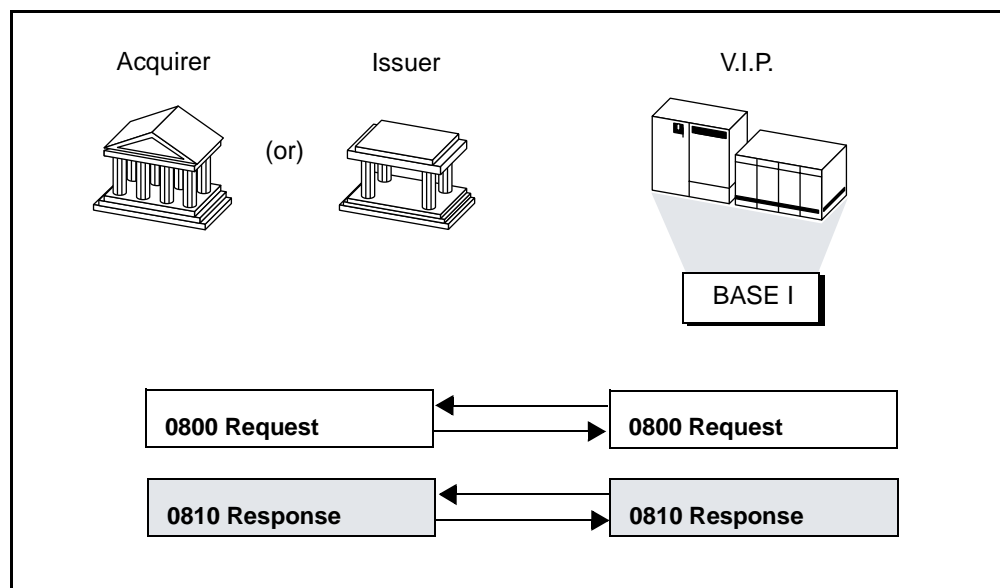 Acquirer
Issuer
V.I.P.
(or)
BASE I
0800 Request
0800 Request
0810 Response
0810 Response